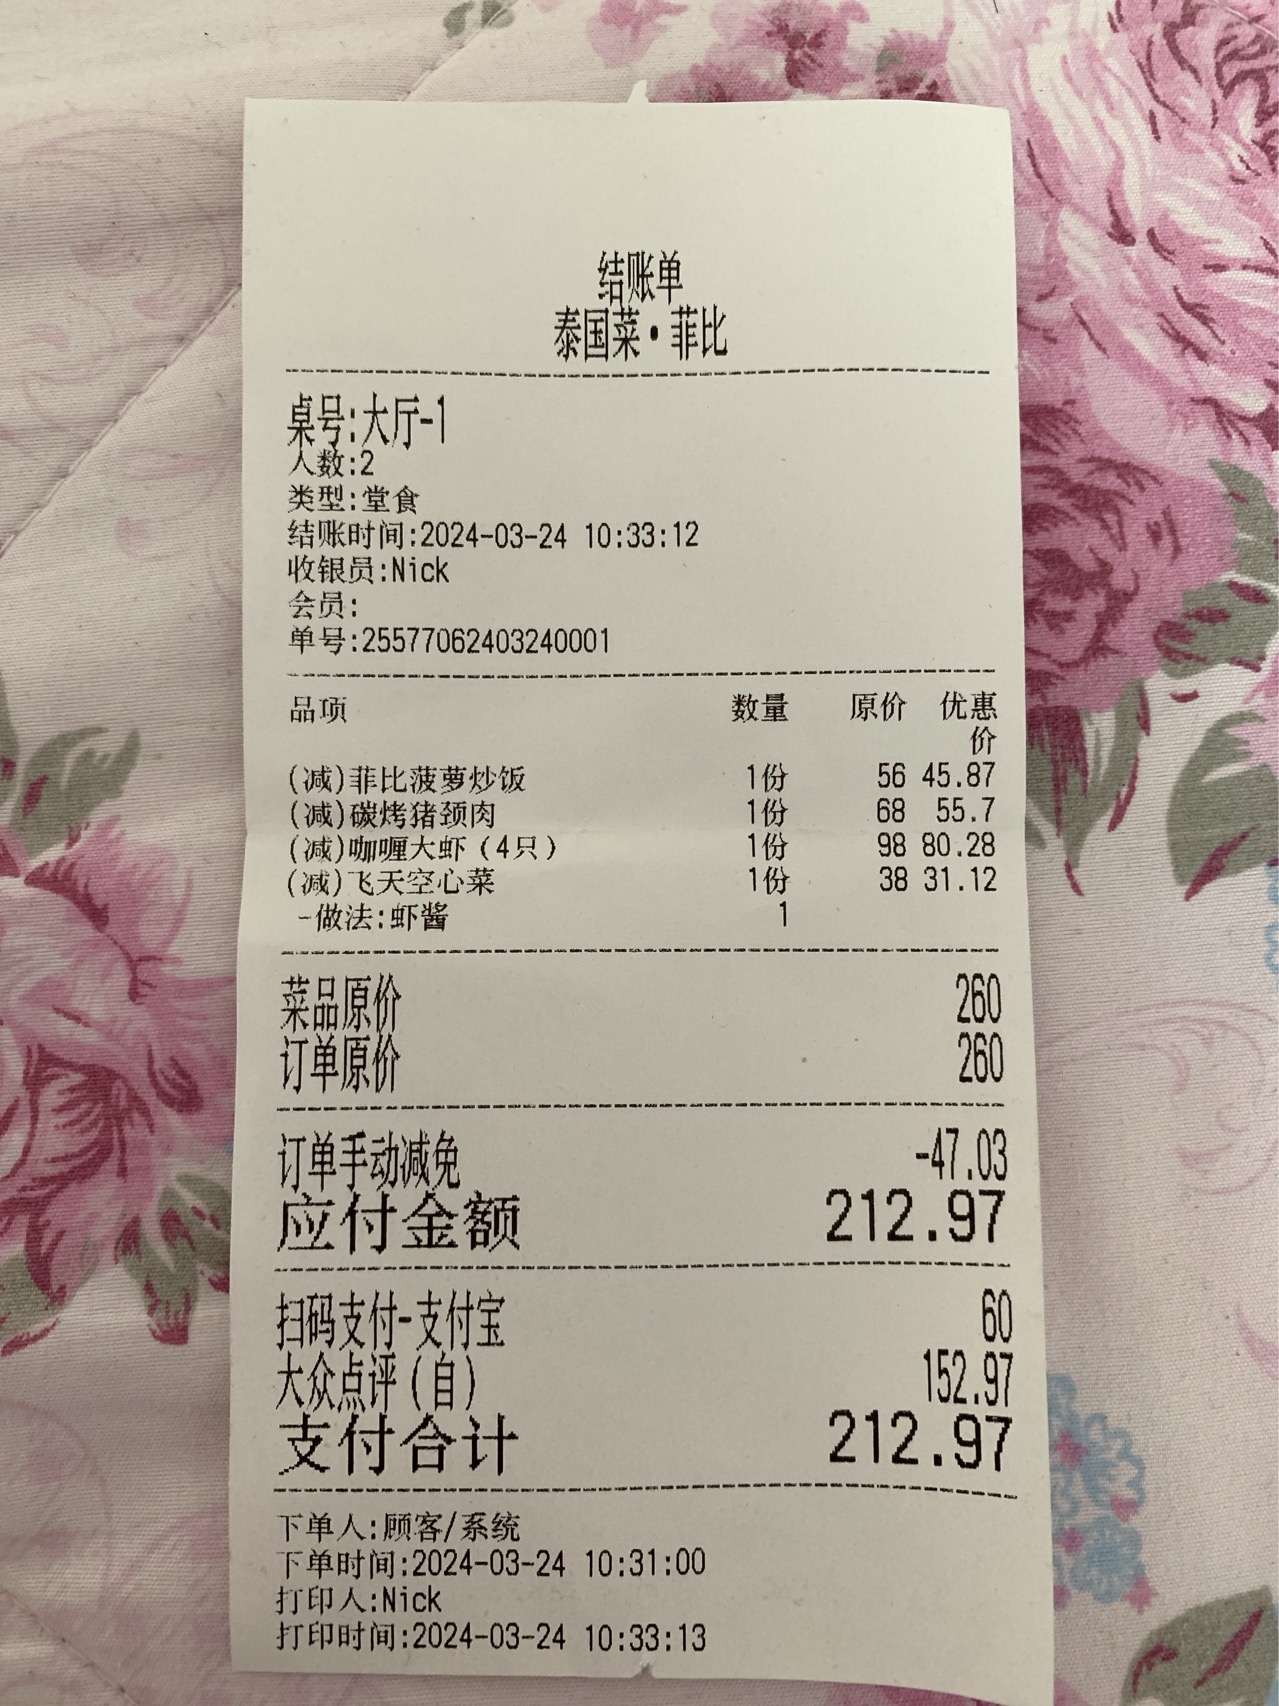 结账单
泰国菜·菲比
桌号:大厅-1
人数:2
类型:堂食
结账时间:2024-03-24 10:33:12
收银员:Nick
会员:
单号:25577062403240001
品项 数量 原价 优惠价
(减)菲比菠萝炒饭 1份 56 45.87
(减)碳烤猪颈肉 1份 68 55.7
(减)咖喱大虾（4只） 1份 98 80.28
(减)飞天空心菜 1份 38 31.12
-做法:虾酱 1
菜品原价 260
订单原价 260
订单手动减免 -47.03
应付金额 212.97
扫码支付-支付宝 60
大众点评(自) 152.97
支付合计 212.97
下单人:顾客/系统
下单时间:2024-03-24 10:31:00
打印人:Nick
打印时间:2024-03-24 10:33:13